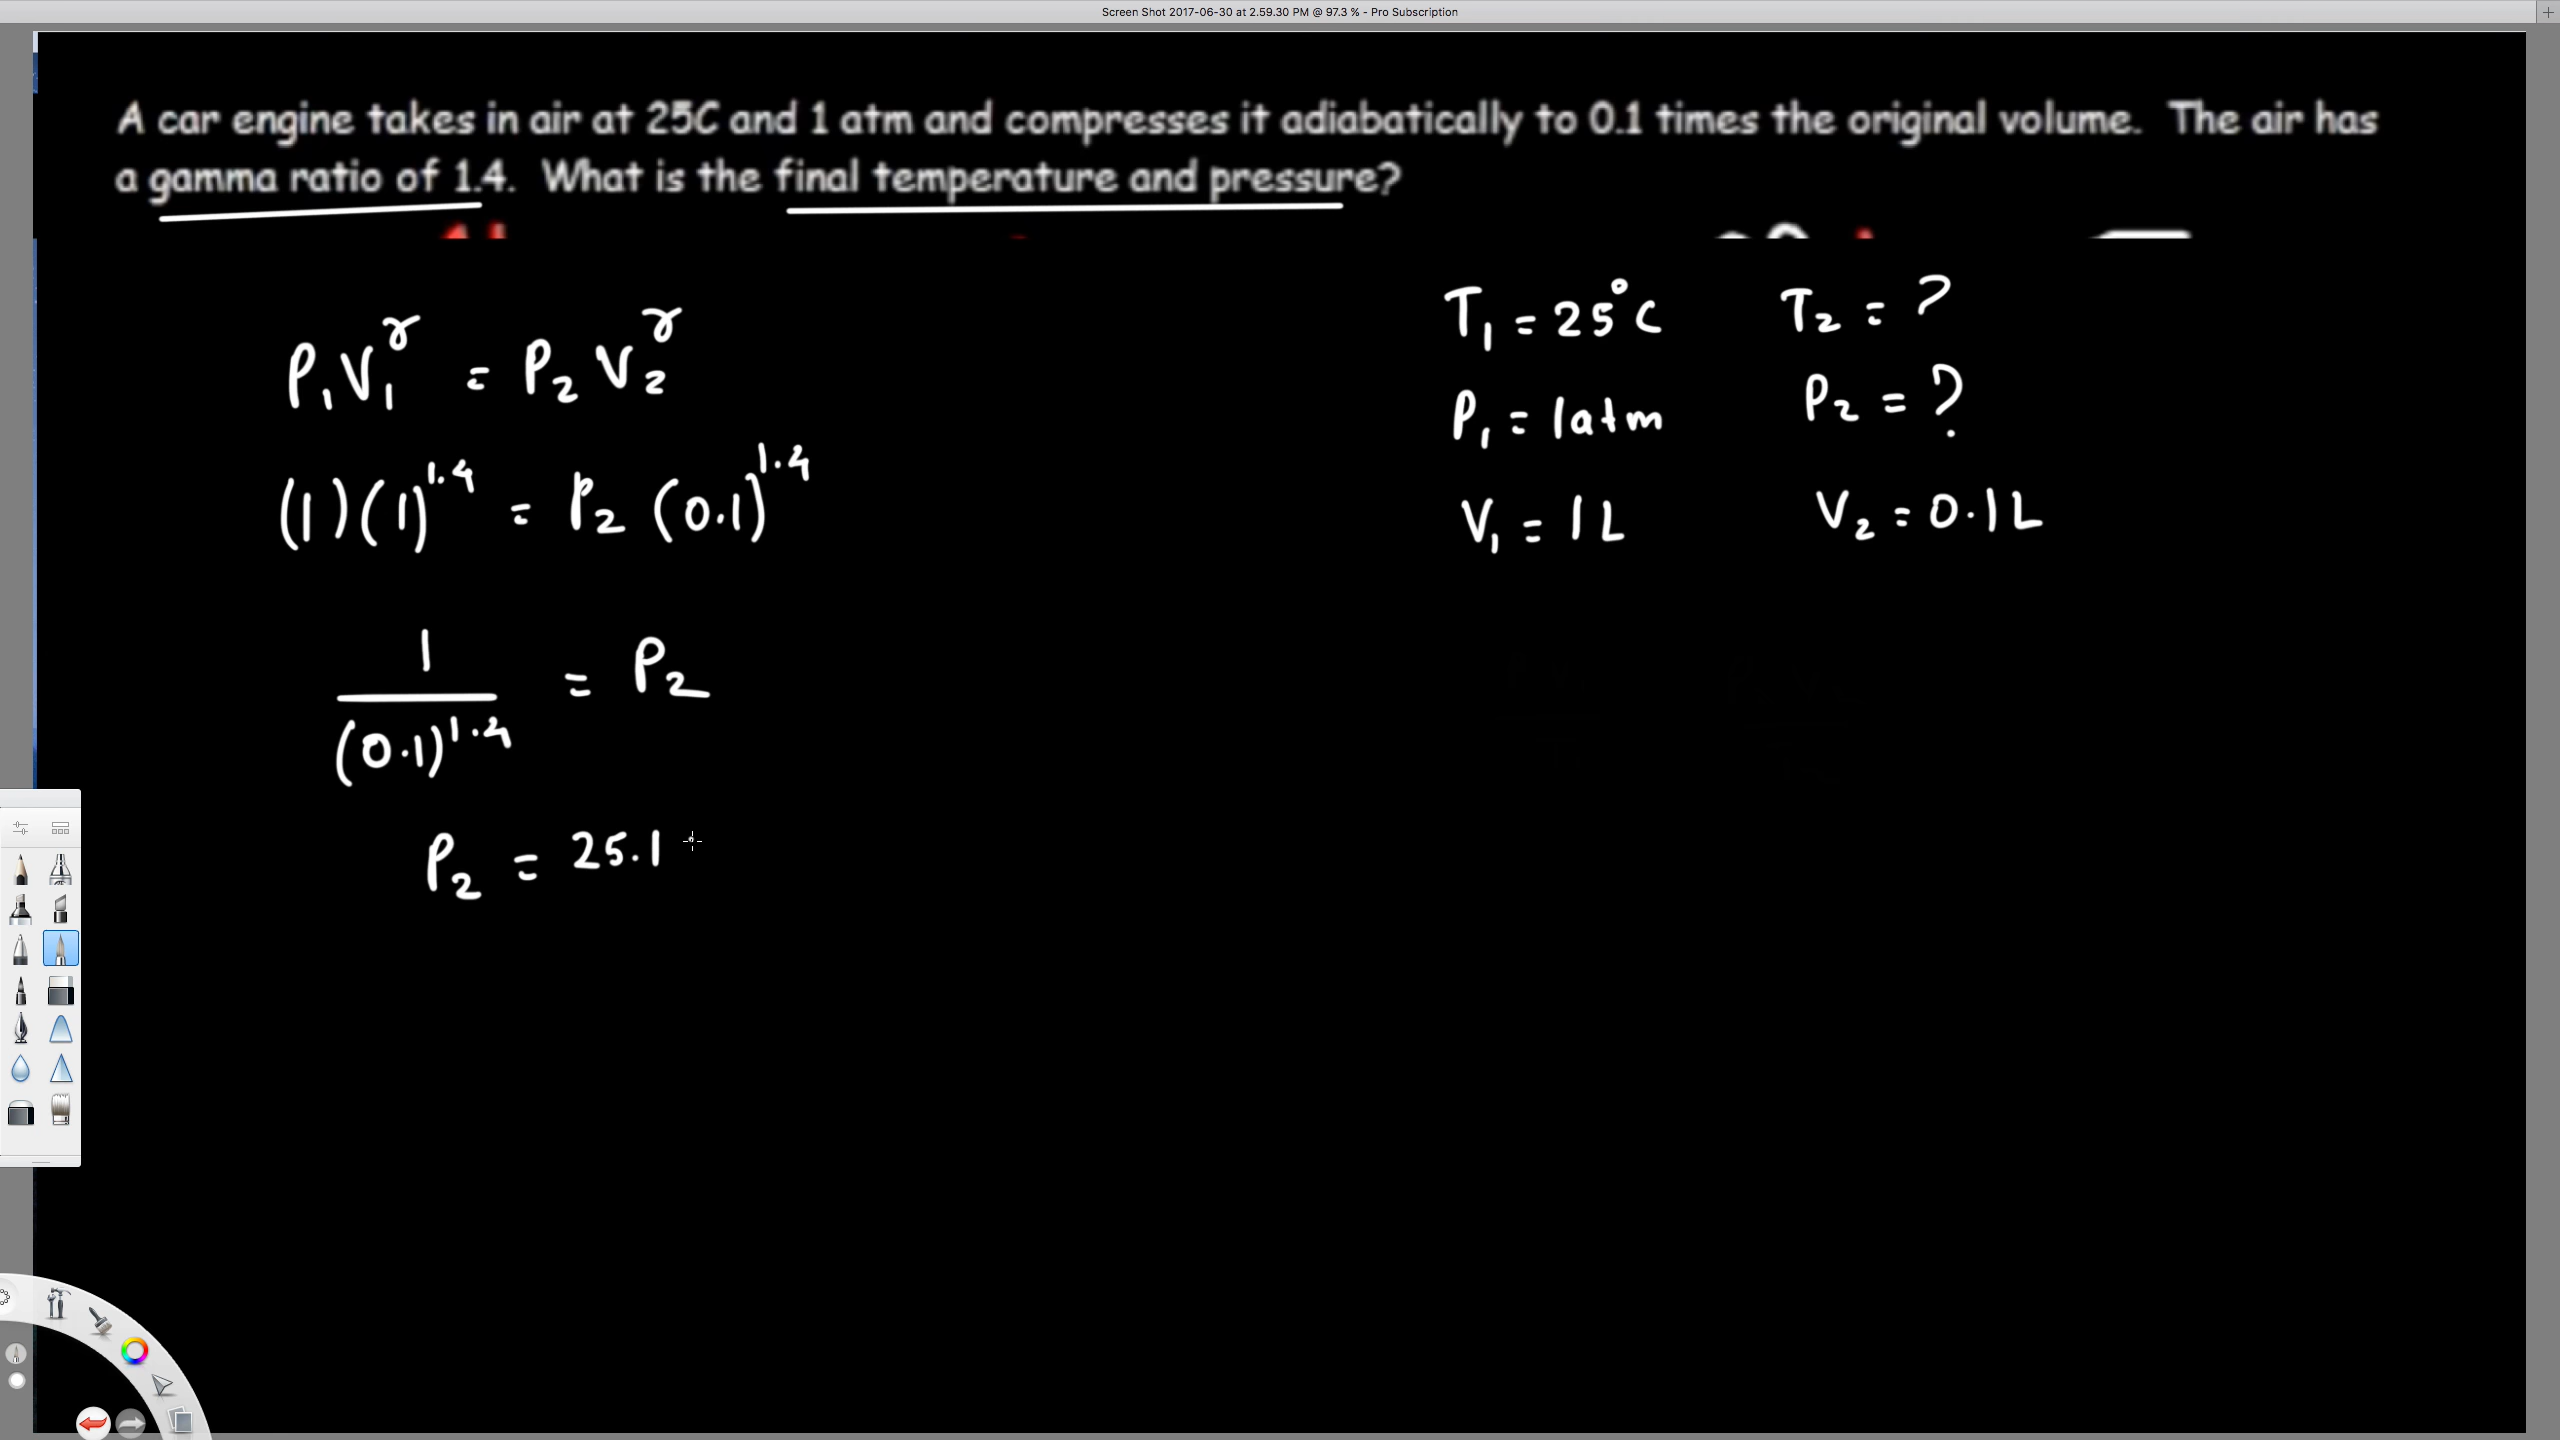 Screen Shot 2017-06-30 at 2.59.30 PM @ 97.3 % - Pro Subscription
A car engine takes in air at 25C and 1 atm and compresses it adiabatically to 0.1 times the original volume. The air has
a gamma ratio of 1.4. What is the final temperature and pressure?
P₁V₁^γ = P₂V₂^γ
(1)(1)^1.4 = P₂(0.1)^1.4
1/(0.1)^1.4 = P₂
P₂ = 25.1
T₁ = 25°C T₂ = ?
P₁ = 1atm P₂ = ?
V₁ = 1L V₂ = 0.1L